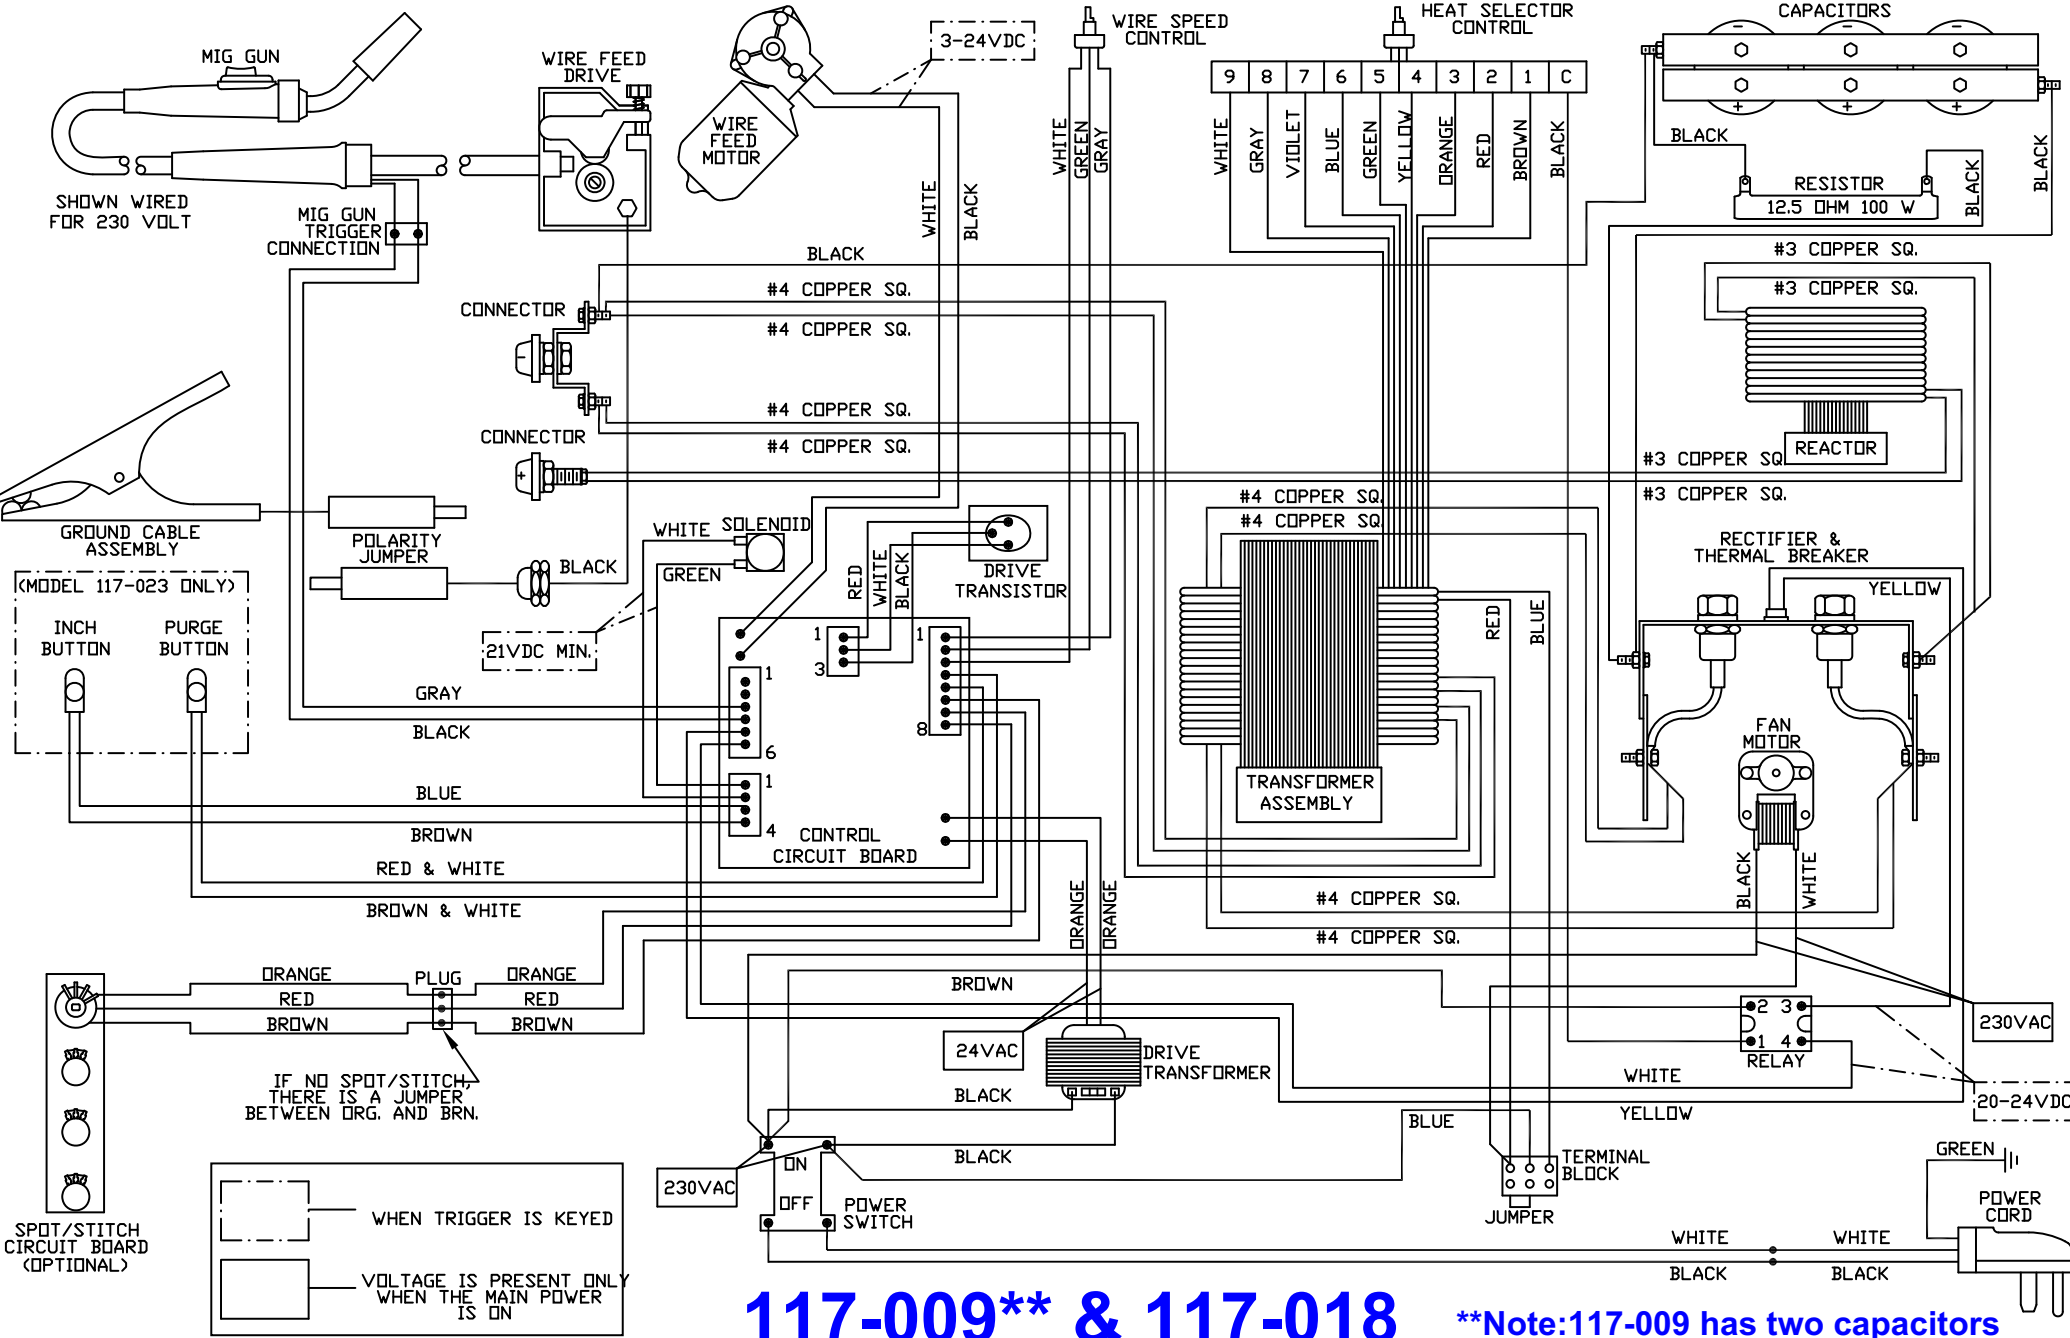 MIG GUN
WIRE FEED
DRIVE
3-24VDC
WIRE SPEED
CONTROL
HEAT SELECTOR
CONTROL
CAPACITORS
- - -
+ + +
9 8 7 6 5 4 3 2 1 C
WHITE
GRAY
VIOLET
BLUE
GREEN
YELLOW
ORANGE
RED
BROWN
BLACK
WHITE
GREEN
GRAY
WIRE
FEED
MOTOR
WHITE
BLACK
BLACK
BLACK
BLACK
RESISTOR
12.5 OHM 100 W
SHOWN WIRED
FOR 230 VOLT
MIG GUN
TRIGGER
CONNECTION
BLACK
#4 COPPER SQ.
#4 COPPER SQ.
#3 COPPER SQ.
#3 COPPER SQ.
CONNECTOR
-
#4 COPPER SQ.
#4 COPPER SQ.
CONNECTOR
+
REACTOR
#3 COPPER SQ
#3 COPPER SQ.
#4 COPPER SQ.
#4 COPPER SQ.
GROUND CABLE
ASSEMBLY
POLARITY
JUMPER
BLACK
WHITE
SOLENOID
GREEN
RED
WHITE
BLACK
DRIVE
TRANSISTOR
RECTIFIER &
THERMAL BREAKER
YELLOW
(MODEL 117-023 ONLY)
INCH
BUTTON
PURGE
BUTTON
21VDC MIN.
1
3
1
8
1
6
1
4
RED
BLUE
GRAY
BLACK
BLUE
BROWN
RED & WHITE
BROWN & WHITE
CONTROL
CIRCUIT BOARD
TRANSFORMER
ASSEMBLY
FAN
MOTOR
BLACK
WHITE
ORANGE
ORANGE
#4 COPPER SQ.
#4 COPPER SQ.
ORANGE
PLUG
ORANGE
RED
RED
BROWN
BROWN
BROWN
24VAC
DRIVE
TRANSFORMER
2 3
1 4
RELAY
230VAC
WHITE
YELLOW
20-24VDC
IF NO SPOT/STITCH,
THERE IS A JUMPER
BETWEEN ORG. AND BRN.
BLACK
BLACK
BLUE
230VAC
ON
OFF
POWER
SWITCH
TERMINAL
BLOCK
JUMPER
GREEN
POWER
CORD
WHITE
WHITE
BLACK
BLACK
SPOT/STITCH
CIRCUIT BOARD
(OPTIONAL)
WHEN TRIGGER IS KEYED
VOLTAGE IS PRESENT ONLY
WHEN THE MAIN POWER
IS ON
117-009** & 117-018
**Note:117-009 has two capacitors